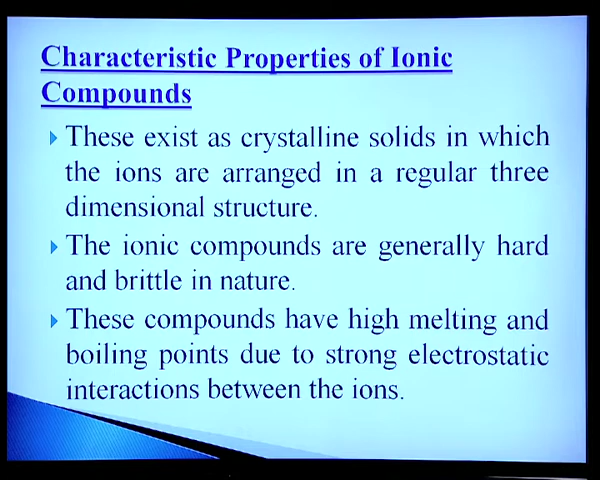 Characteristic Properties of Ionic
Compounds
These exist as crystalline solids in which
the ions are arranged in a regular three
dimensional structure.
The ionic compounds are generally hard
and brittle in nature.
These compounds have high melting and
boiling points due to strong electrostatic
interactions between the ions.